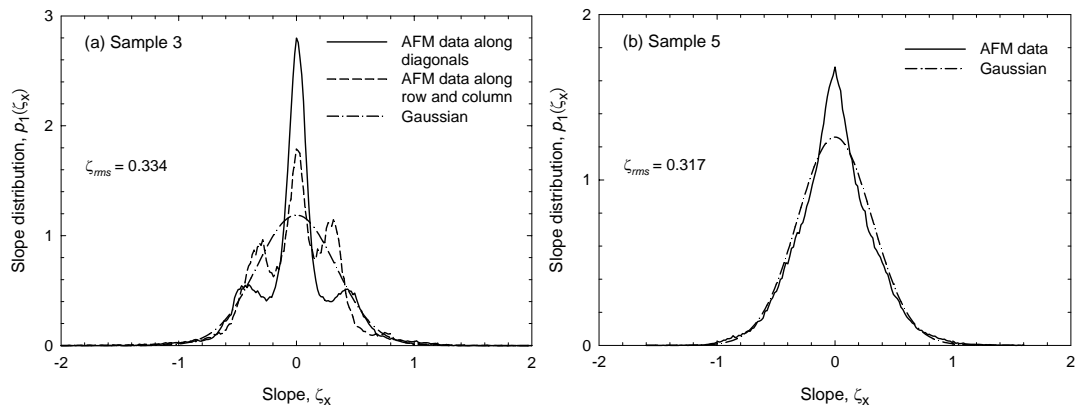 (a) Sample 3
AFM data along
diagonals
AFM data along
row and column
Gaussian
ζrms = 0.334
Slope distribution, p1(ζx)
3
2
1
0
-2
-1
0
1
2
Slope, ζx
(b) Sample 5
AFM data
Gaussian
ζrms = 0.317
Slope distribution, p1(ζx)
2
1
0
-2
-1
0
1
2
Slope, ζx